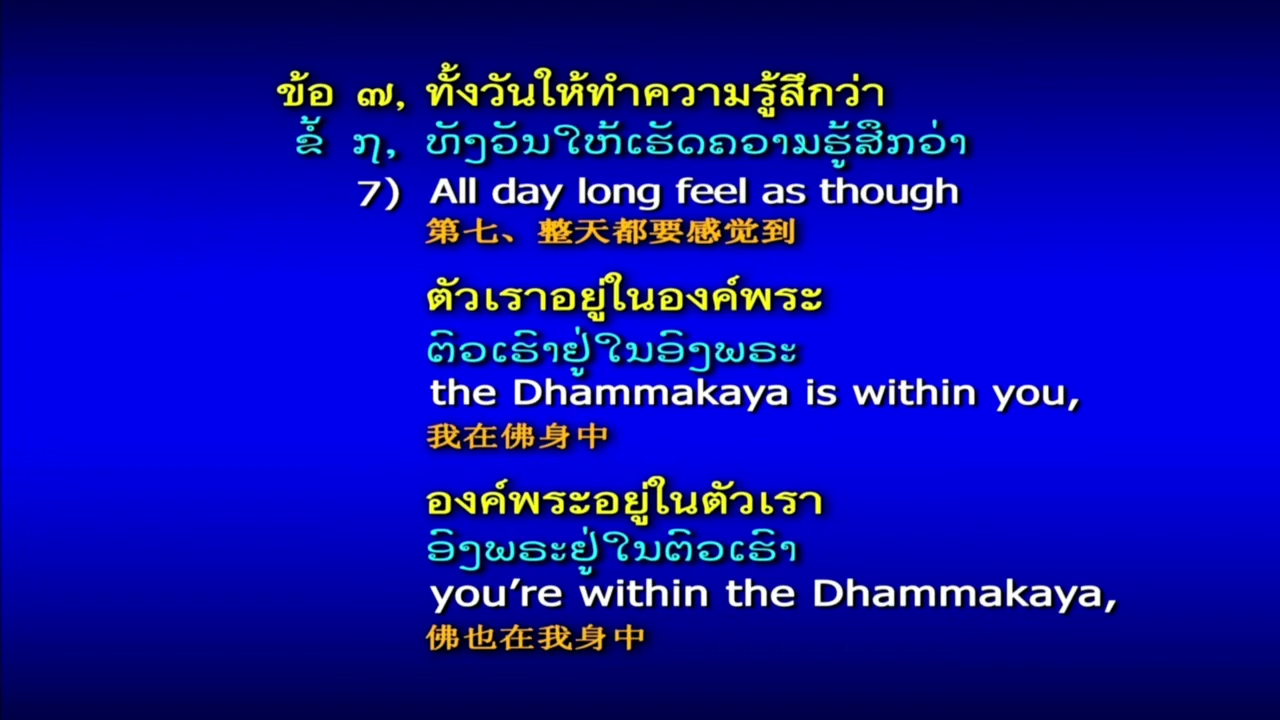 ข้อ ๗, ทั้งวันให้ทำความรู้สึกว่า
ຂໍ້ ໗, ທັງວັນໃຫ້ເຮັດຄວາມຮູ້ສຶກວ່າ
7) All day long feel as though
第七、整天都要感觉到
ตัวเราอยู่ในองค์พระ
ຕົວເຮົາຢູ່ໃນອົງພຣະ
the Dhammakaya is within you,
我在佛身中
องค์พระอยู่ในตัวเรา
ອົງພຣະຢູ່ໃນຕົວເຮົາ
you’re within the Dhammakaya,
佛也在我身中